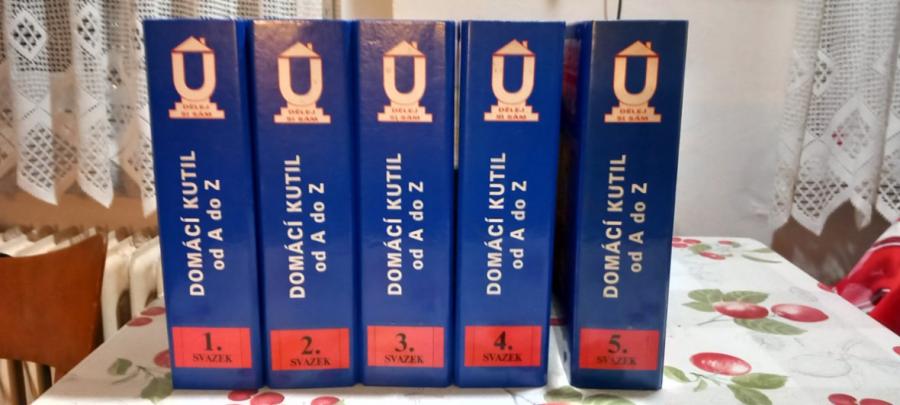 DĚLEJ
SI SÁM
DOMÁCÍ KUTIL
od A do Z
1.
SVAZEK
DĚLEJ
SI SÁM
DOMÁCÍ KUTIL
od A do Z
2.
SVAZEK
DĚLEJ
SI SÁM
DOMÁCÍ KUTIL
od A do Z
3.
SVAZEK
DĚLEJ
SI SÁM
DOMÁCÍ KUTIL
od A do Z
4.
SVAZEK
DĚLEJ
SI SÁM
DOMÁCÍ KUTIL
od A do Z
5.
SVAZEK